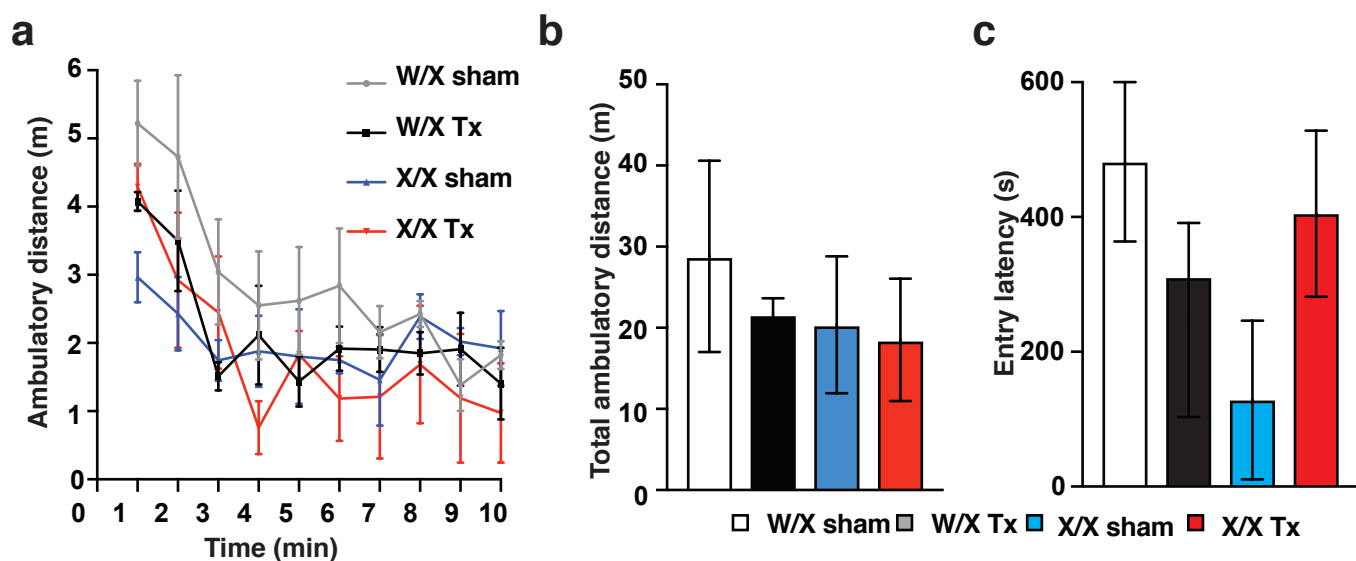 a
Ambulatory distance (m)
6
5
4
3
2
1
0
0 1 2 3 4 5 6 7 8 9 10
Time (min)
W/X sham
W/X Tx
X/X sham
X/X Tx
b
Total ambulatory distance (m)
50
40
30
20
10
0
c
Entry latency (s)
600
400
200
0
W/X sham W/X Tx X/X sham X/X Tx